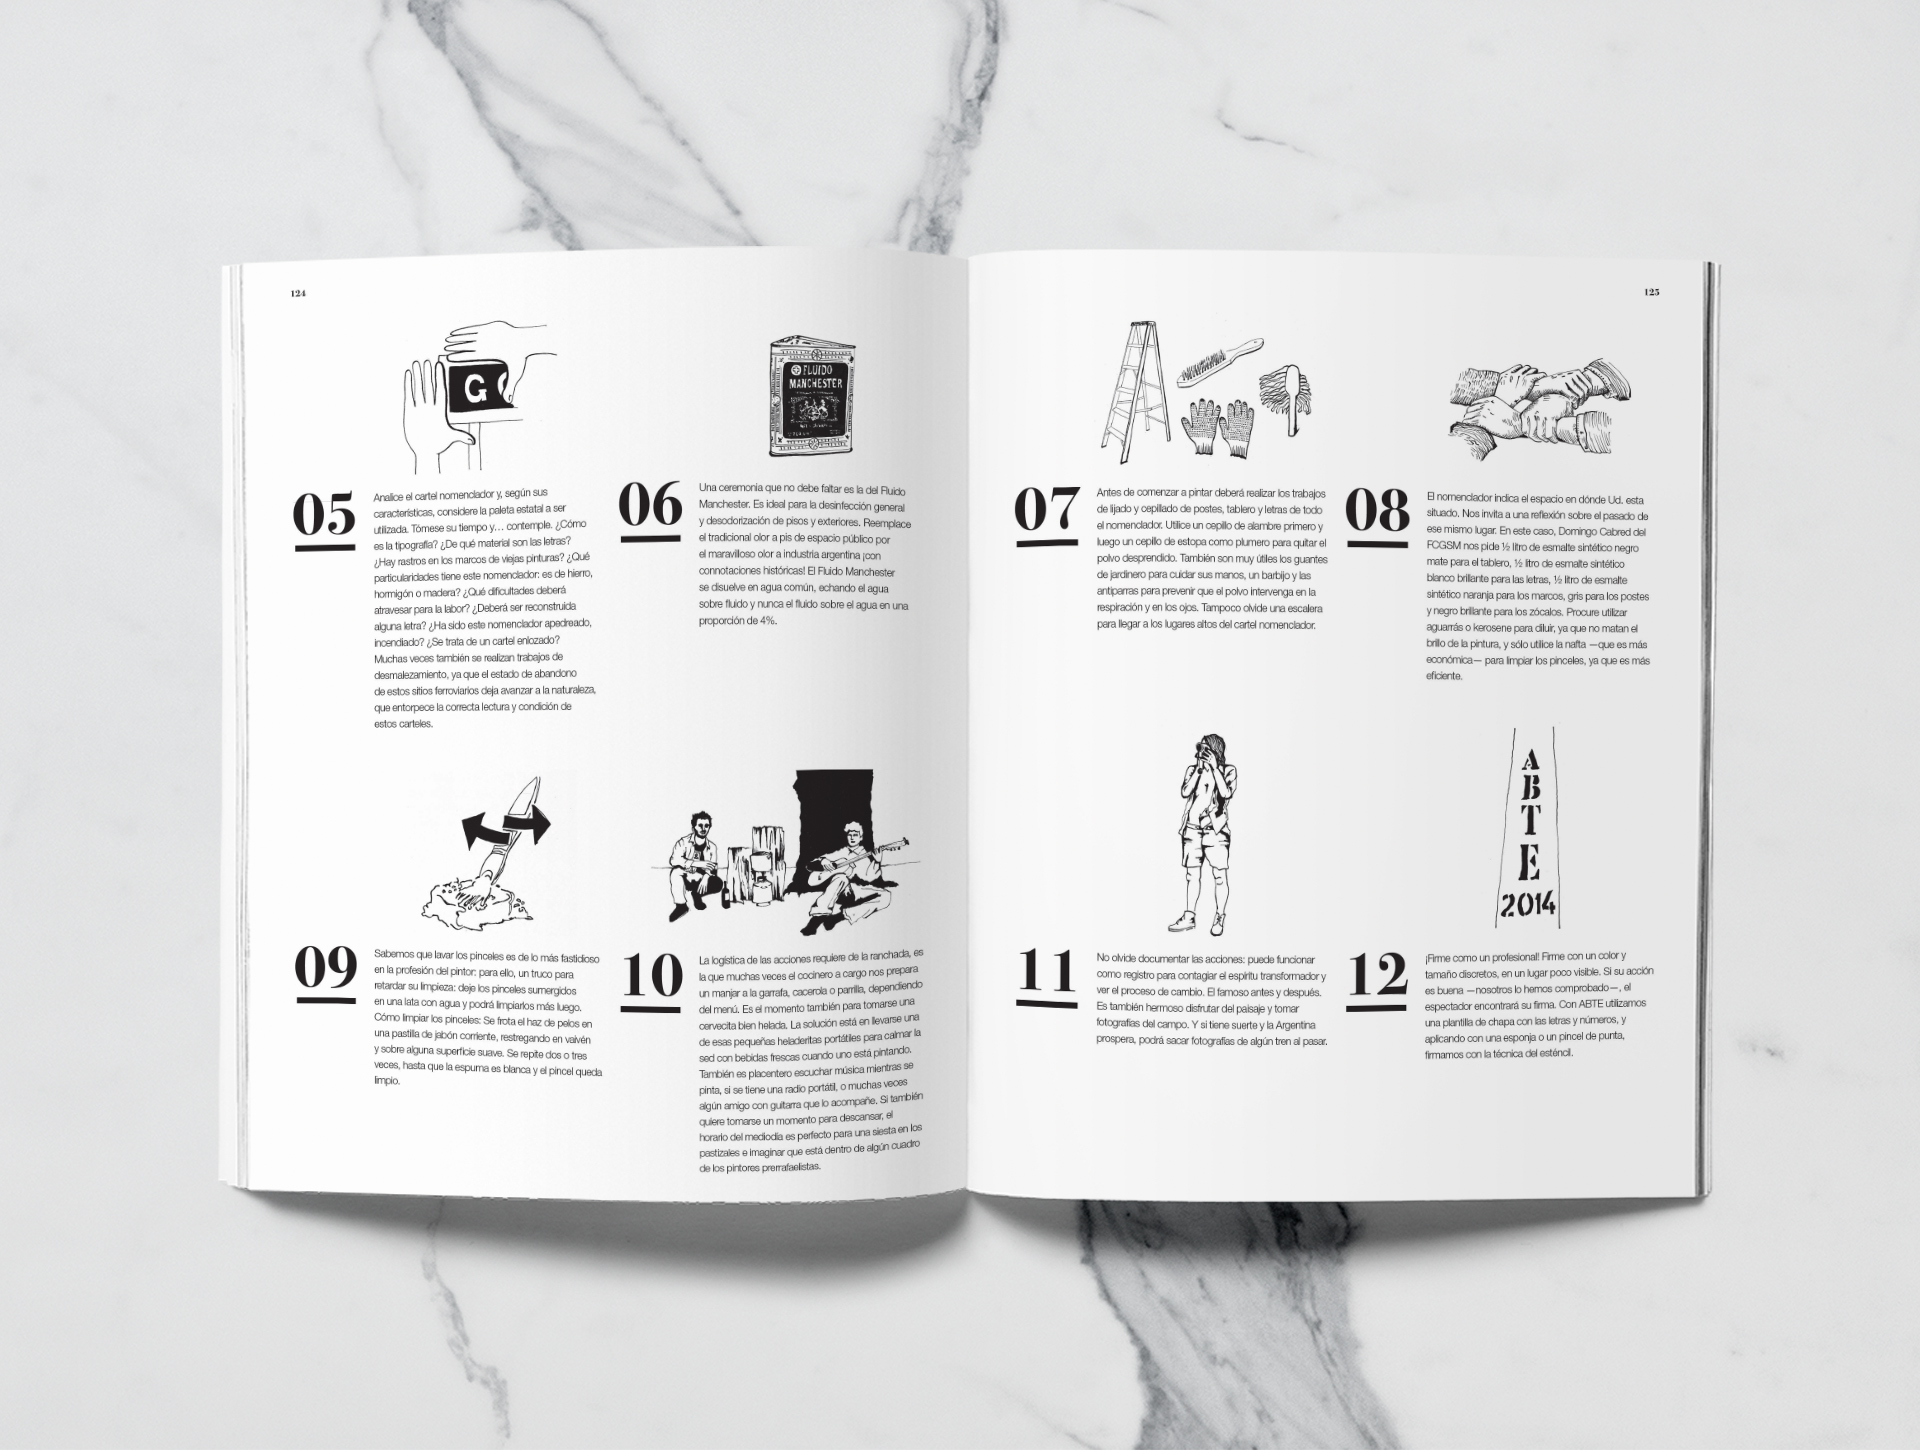 124
G
05
Analice el cartel nomenclador y, según sus
características, considere la paleta estatal a ser
utilizada. Tómese su tiempo y… contemple. ¿Cómo
es la tipografía? ¿De qué material son las letras?
¿Hay rastros en los marcos de viejas pinturas? ¿Qué
particularidades tiene este nomenclador: es de hierro,
hormigón o madera? ¿Qué dificultades deberá
atravesar para la labor? ¿Deberá ser reconstruida
alguna letra? ¿Ha sido este nomenclador apedreado,
incendiado? ¿Se trata de un cartel enlozado?
Muchas veces también se realizan trabajos de
desmalezamiento, ya que el estado de abandono
de estos sitios ferroviarios deja avanzar a la naturaleza,
que entorpece la correcta lectura y condición de
estos carteles.
FLUIDO
MANCHESTER
06
Una ceremonia que no debe faltar es la del Fluido
Manchester. Es ideal para la desinfección general
y desodorización de pisos y exteriores. Reemplace
el tradicional olor a pis de espacio público por
el maravilloso olor a industria argentina ¡con
connotaciones históricas! El Fluido Manchester
se disuelve en agua común, echando el agua
sobre fluido y nunca el fluido sobre el agua en una
proporción de 4%.
09
Sabemos que lavar los pinceles es de lo más fastidioso
en la profesión del pintor: para ello, un truco para
retardar su limpieza: deje los pinceles sumergidos
en una lata con agua y podrá limpiarlos más luego.
Cómo limpiar los pinceles: Se frota el haz de pelos en
una pastilla de jabón corriente, restregando en vaivén
y sobre alguna superficie suave. Se repite dos o tres
veces, hasta que la espuma es blanca y el pincel queda
limpio.
10
La logística de las acciones requiere de la ranchada, es
la que muchas veces el cocinero a cargo nos prepara
un manjar a la garrafa, cacerola o parrilla, dependiendo
del menú. Es el momento también para tomarse una
cervecita bien helada. La solución está en llevarse una
de esas pequeñas heladeritas portátiles para calmar la
sed con bebidas frescas cuando uno está pintando.
También es placentero escuchar música mientras se
pinta, si se tiene una radio portátil, o muchas veces
algún amigo con guitarra que lo acompañe. Si también
quiere tomarse un momento para descansar, el
horario del mediodía es perfecto para una siesta en los
pastizales e imaginar que está dentro de algún cuadro
de los pintores prerrafaelistas.
125
07
Antes de comenzar a pintar deberá realizar los trabajos
de lijado y cepillado de postes, tablero y letras de todo
el nomenclador. Utilice un cepillo de alambre primero y
luego un cepillo de estopa como plumero para quitar el
polvo desprendido. También son muy útiles los guantes
de jardinero para cuidar sus manos, un barbijo y las
antiparras para prevenir que el polvo intervenga en la
respiración y en los ojos. Tampoco olvide una escalera
para llegar a los lugares altos del cartel nomenclador.
08
El nomenclador indica el espacio en dónde Ud. esta
situado. Nos invita a una reflexión sobre el pasado de
ese mismo lugar. En este caso, Domingo Cabred del
FCGSM nos pide ½ litro de esmalte sintético negro
mate para el tablero, ½ litro de esmalte sintético
blanco brillante para las letras, ½ litro de esmalte
sintético naranja para los marcos, gris para los postes
y negro brillante para los zócalos. Procure utilizar
aguarrás o kerosene para diluir, ya que no matan el
brillo de la pintura, y sólo utilice la nafta —que es más
económica— para limpiar los pinceles, ya que es más
eficiente.
11
No olvide documentar las acciones: puede funcionar
como registro para contagiar el espíritu transformador y
ver el proceso de cambio. El famoso antes y después.
Es también hermoso disfrutar del paisaje y tomar
fotografías del campo. Y si tiene suerte y la Argentina
prospera, podrá sacar fotografías de algún tren al pasar.
A
B
T
E
2014
12
¡Firme como un profesional! Firme con un color y
tamaño discretos, en un lugar poco visible. Si su acción
es buena —nosotros lo hemos comprobado—, el
espectador encontrará su firma. Con ABTE utilizamos
una plantilla de chapa con las letras y números, y
aplicando con una esponja o un pincel de punta,
firmamos con la técnica del esténcil.